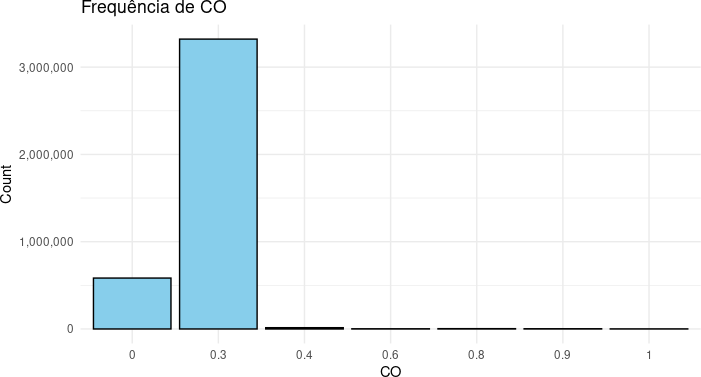 Frequência de CO
Count
3,000,000
2,000,000
1,000,000
0
0 0.3 0.4 0.6 0.8 0.9 1
CO